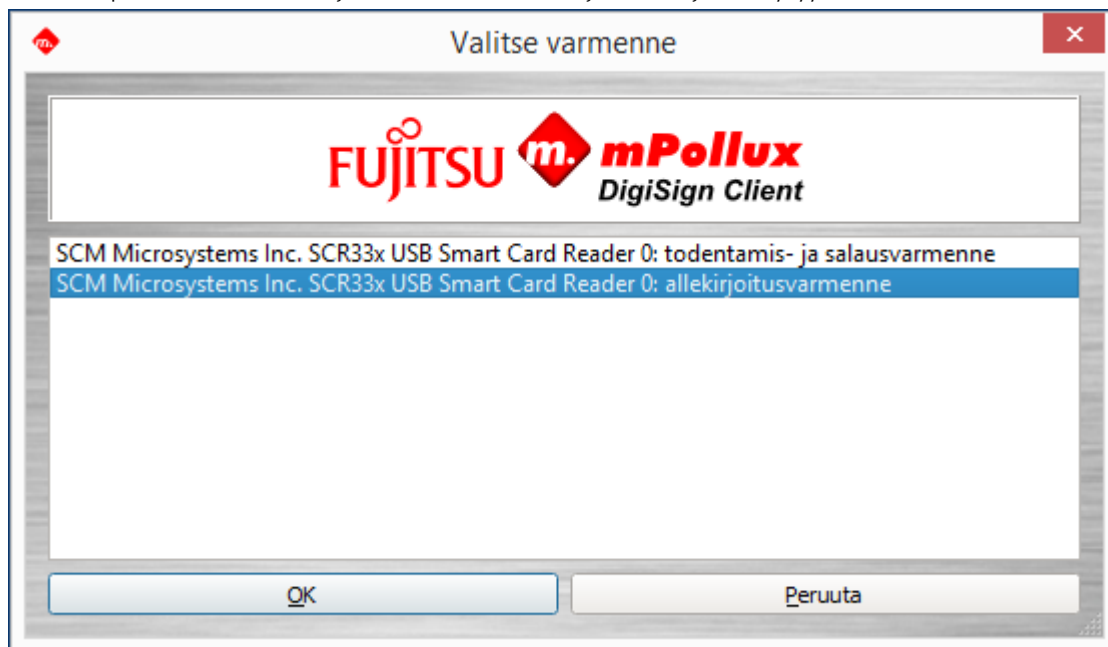 m.
Valitse varmenne
FUJITSU m. mPollux
DigiSign Client
SCM Microsystems Inc. SCR33x USB Smart Card Reader 0: todentamis- ja salausvarmenne
SCM Microsystems Inc. SCR33x USB Smart Card Reader 0: allekirjoitusvarmenne
OK
Peruuta